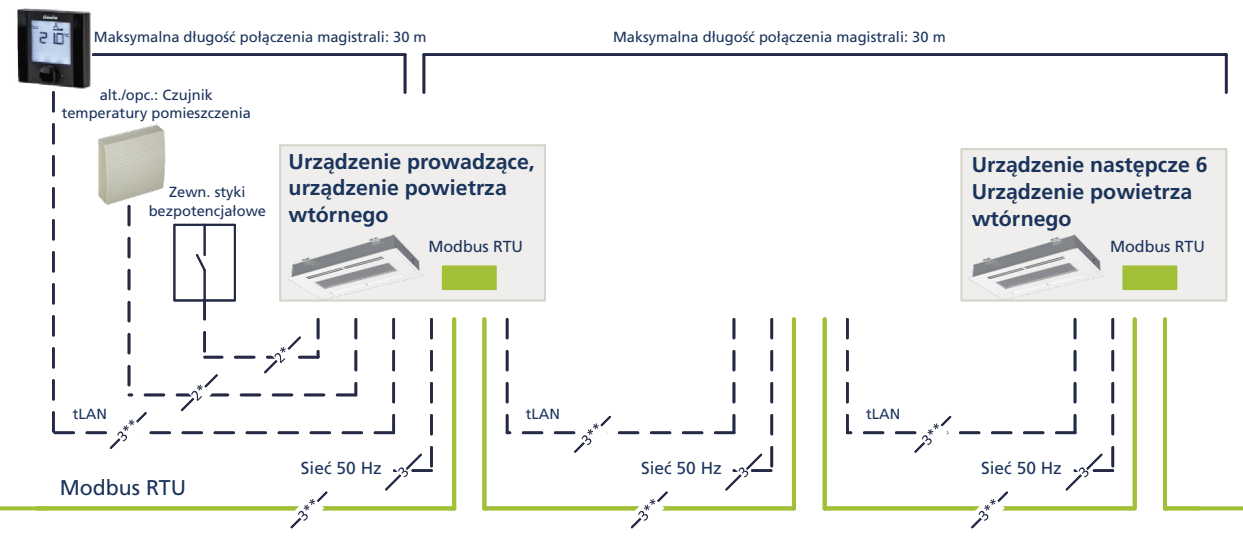 Maksymalna długość połączenia magistrali: 30 m
Maksymalna długość połączenia magistrali: 30 m
alt./opc.: Czujnik
temperatury pomieszczenia
Zewn. styki
bezpotencjałowe
Urządzenie prowadzące,
urządzenie powietrza
wtórnego
Modbus RTU
Urządzenie następcze 6
Urządzenie powietrza
wtórnego
Modbus RTU
2*
2*
tLAN
3**
tLAN
3**
tLAN
3**
Sieć 50 Hz
3
Sieć 50 Hz
3
Sieć 50 Hz
3
Modbus RTU
3**
3**
3**